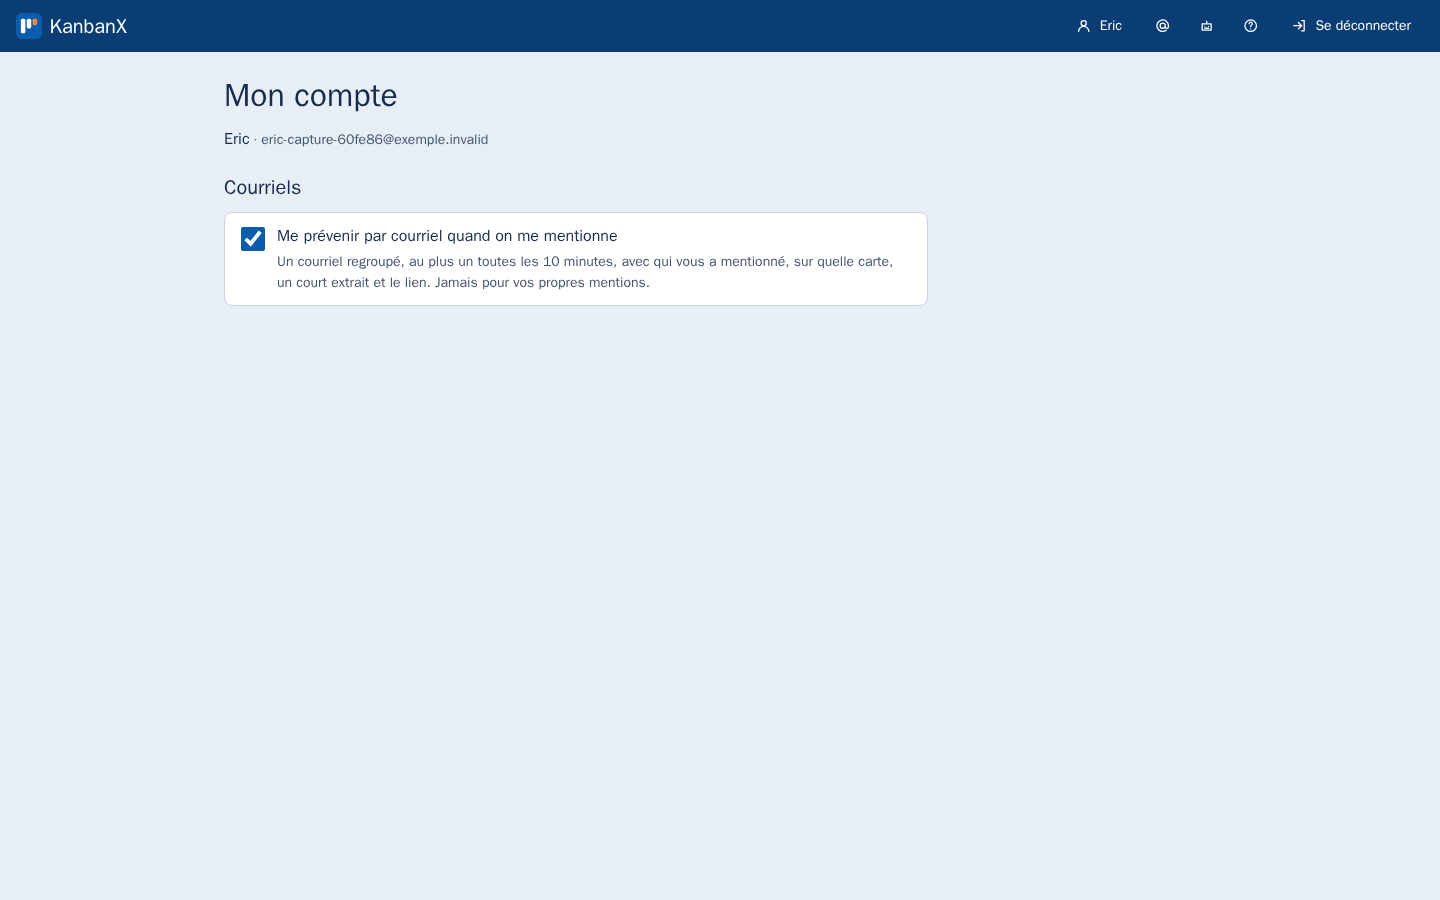 KanbanX
Eric
Se déconnecter
Mon compte
Eric · eric-capture-60fe86@exemple.invalid
Courriels
Me prévenir par courriel quand on me mentionne
Un courriel regroupé, au plus un toutes les 10 minutes, avec qui vous a mentionné, sur quelle carte,
un court extrait et le lien. Jamais pour vos propres mentions.